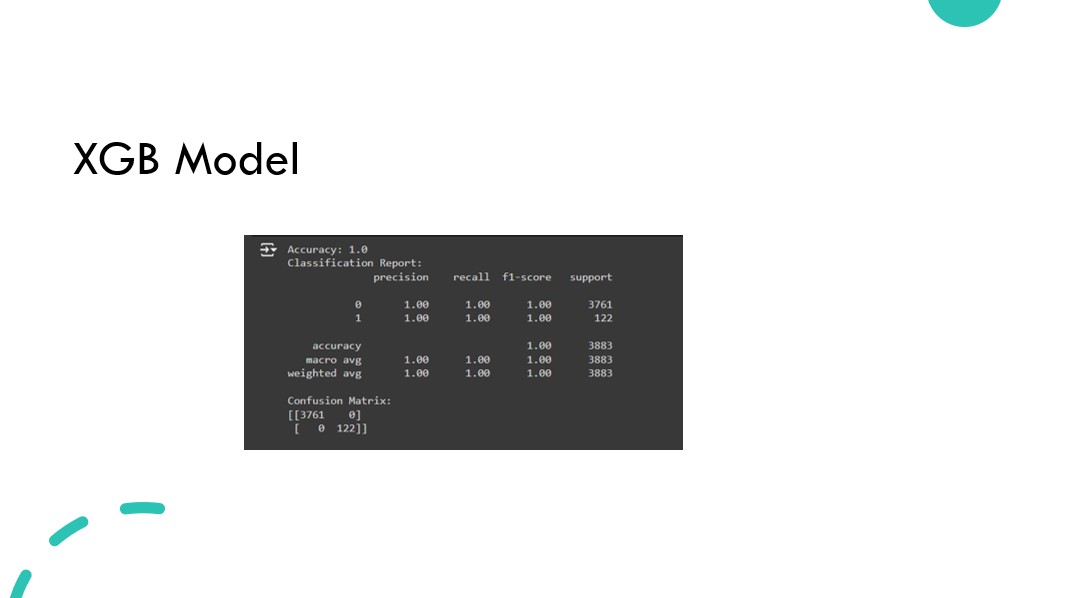 XGB Model
Accuracy: 1.0
Classification Report:
precision recall f1-score support
0 1.00 1.00 1.00 3761
1 1.00 1.00 1.00 122
accuracy 1.00 3883
macro avg 1.00 1.00 1.00 3883
weighted avg 1.00 1.00 1.00 3883
Confusion Matrix:
[[3761 0]
[ 0 122]]